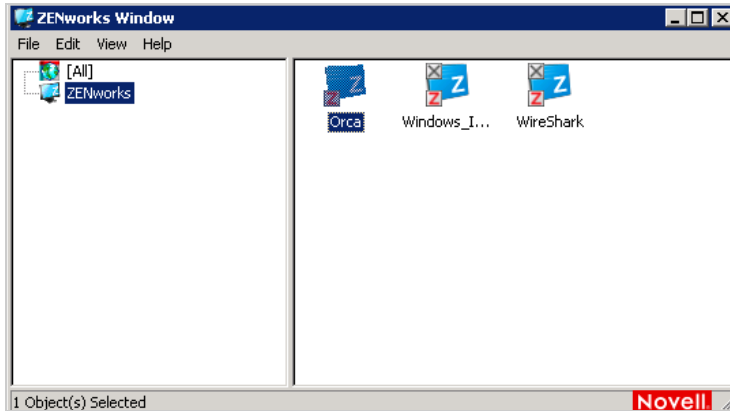 ZENworks Window
File Edit View Help
[All]
ZENworks
Z Z
Orca
Z Z
Windows_I...
Z Z
WireShark
1 Object(s) Selected
Novell.